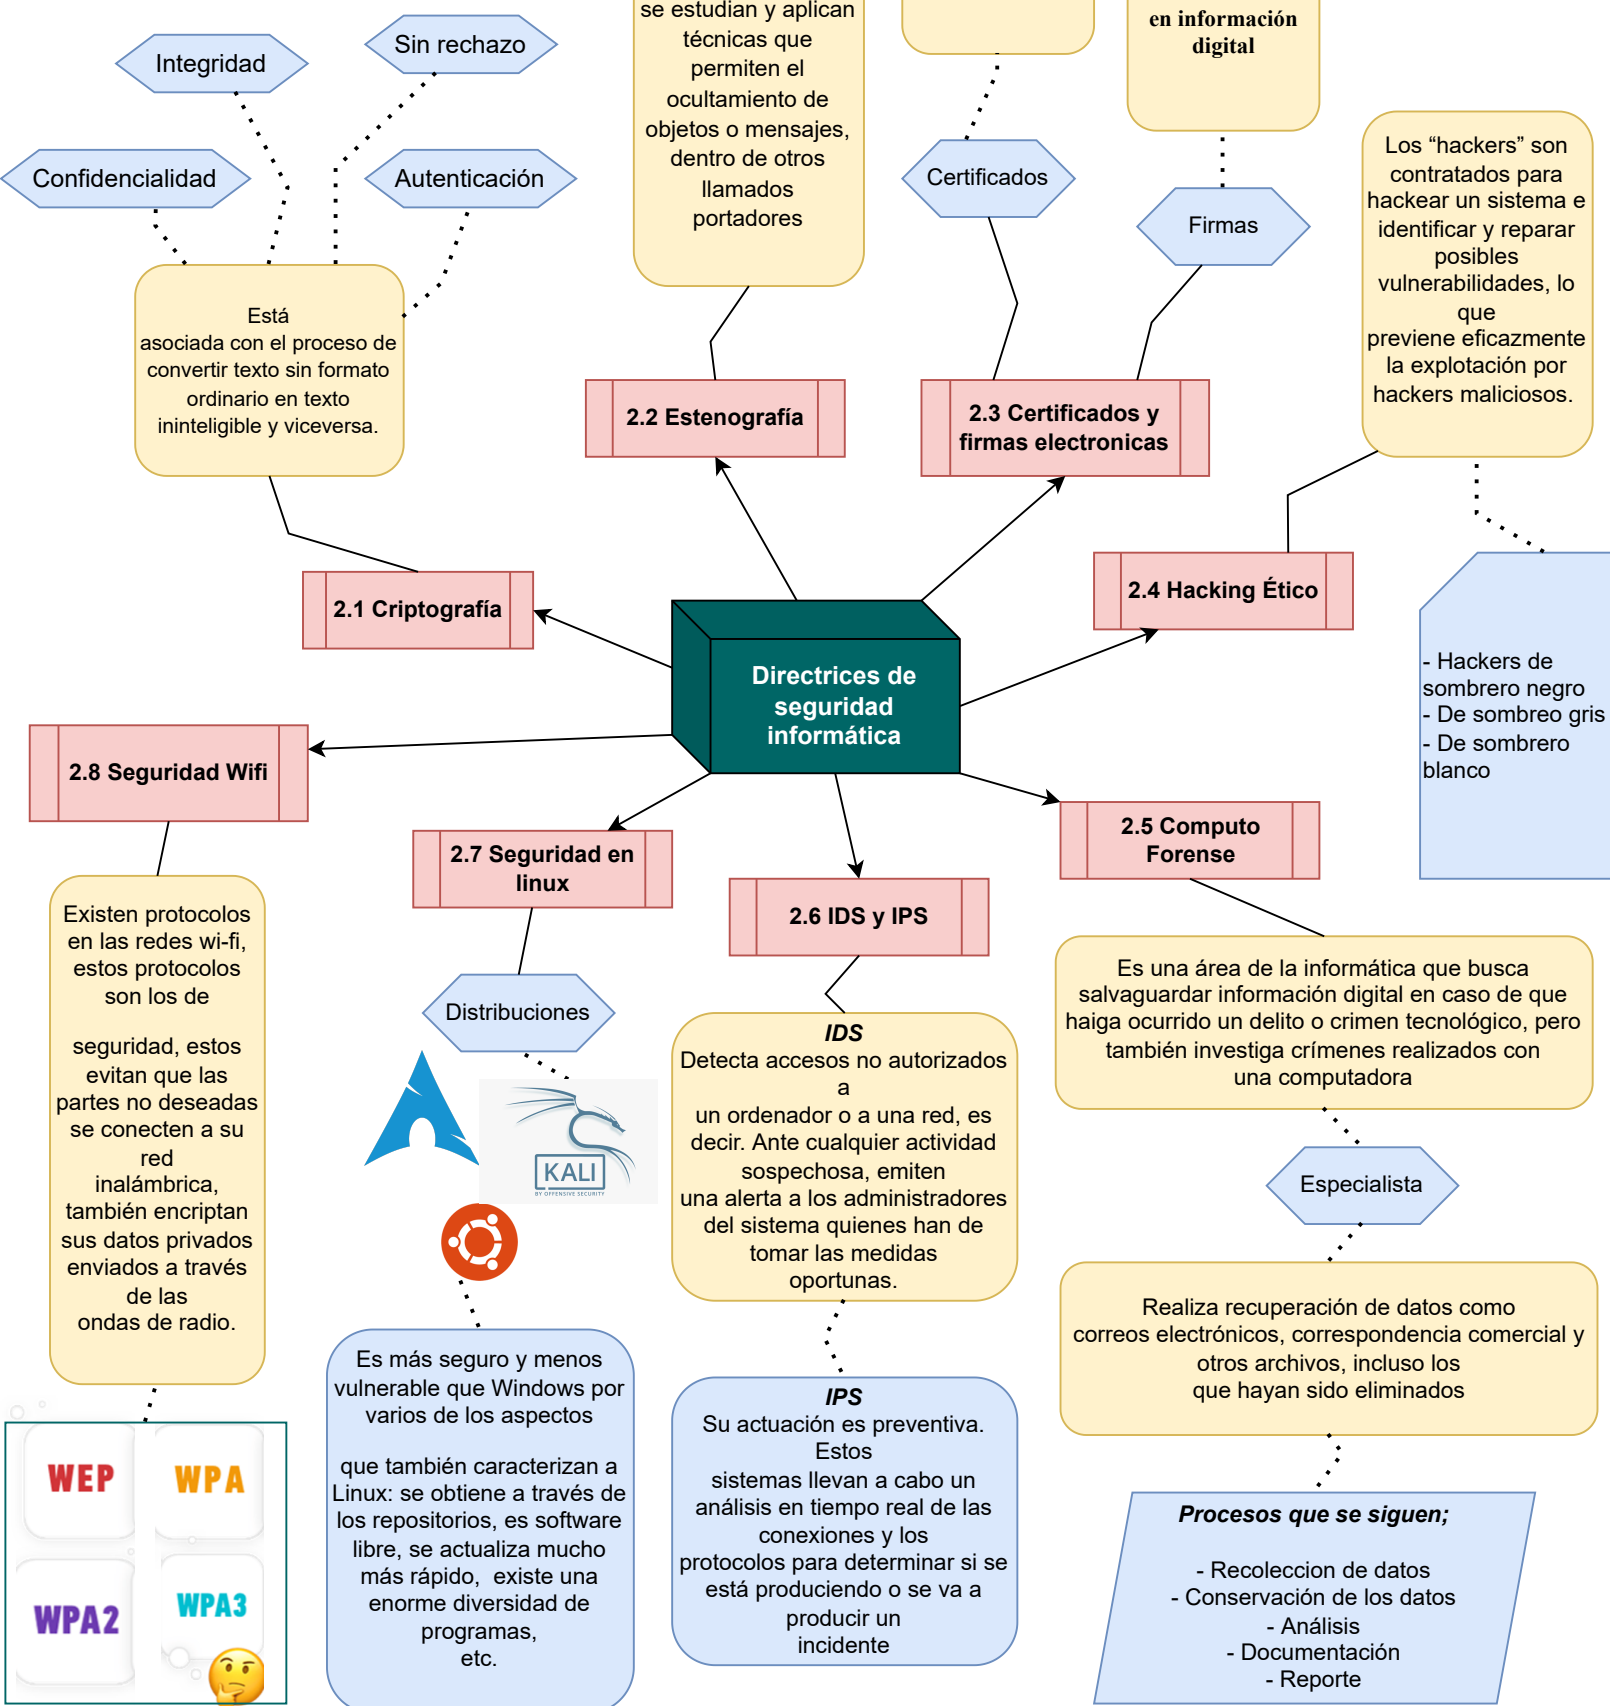 Integridad
Sin rechazo
Confidencialidad
Autenticación
Está
asociada con el proceso de
convertir texto sin formato
ordinario en texto
ininteligible y viceversa.
2.1 Criptografía
se estudian y aplican
técnicas que
permiten el
ocultamiento de
objetos o mensajes,
dentro de otros
llamados
portadores
2.2 Estenografía
Certificados
en información
digital
Firmas
2.3 Certificados y
firmas electronicas
Los “hackers” son
contratados para
hackear un sistema e
identificar y reparar
posibles
vulnerabilidades, lo
que
previene eficazmente
la explotación por
hackers maliciosos.
2.4 Hacking Ético
- Hackers de
sombrero negro
- De sombreo gris
- De sombrero
blanco
Directrices de
seguridad
informática
2.8 Seguridad Wifi
Existen protocolos
en las redes wi-fi,
estos protocolos
son los de
seguridad, estos
evitan que las
partes no deseadas
se conecten a su
red
inalámbrica,
también encriptan
sus datos privados
enviados a través
de las
ondas de radio.
WEP
WPA
WPA2
WPA3
2.7 Seguridad en
linux
Distribuciones
KALI
BY OFFENSIVE SECURITY
Es más seguro y menos
vulnerable que Windows por
varios de los aspectos
que también caracterizan a
Linux: se obtiene a través de
los repositorios, es software
libre, se actualiza mucho
más rápido,  existe una
enorme diversidad de
programas,
etc.
2.6 IDS y IPS
IDS
Detecta accesos no autorizados
a
un ordenador o a una red, es
decir. Ante cualquier actividad
sospechosa, emiten
una alerta a los administradores
del sistema quienes han de
tomar las medidas
oportunas.
IPS
Su actuación es preventiva.
Estos
sistemas llevan a cabo un
análisis en tiempo real de las
conexiones y los
protocolos para determinar si se
está produciendo o se va a
producir un
incidente
2.5 Computo
Forense
Es una área de la informática que busca
salvaguardar información digital en caso de que
haiga ocurrido un delito o crimen tecnológico, pero
también investiga crímenes realizados con
una computadora
Especialista
Realiza recuperación de datos como
correos electrónicos, correspondencia comercial y
otros archivos, incluso los
que hayan sido eliminados
Procesos que se siguen;
- Recoleccion de datos
- Conservación de los datos
- Análisis
- Documentación
- Reporte